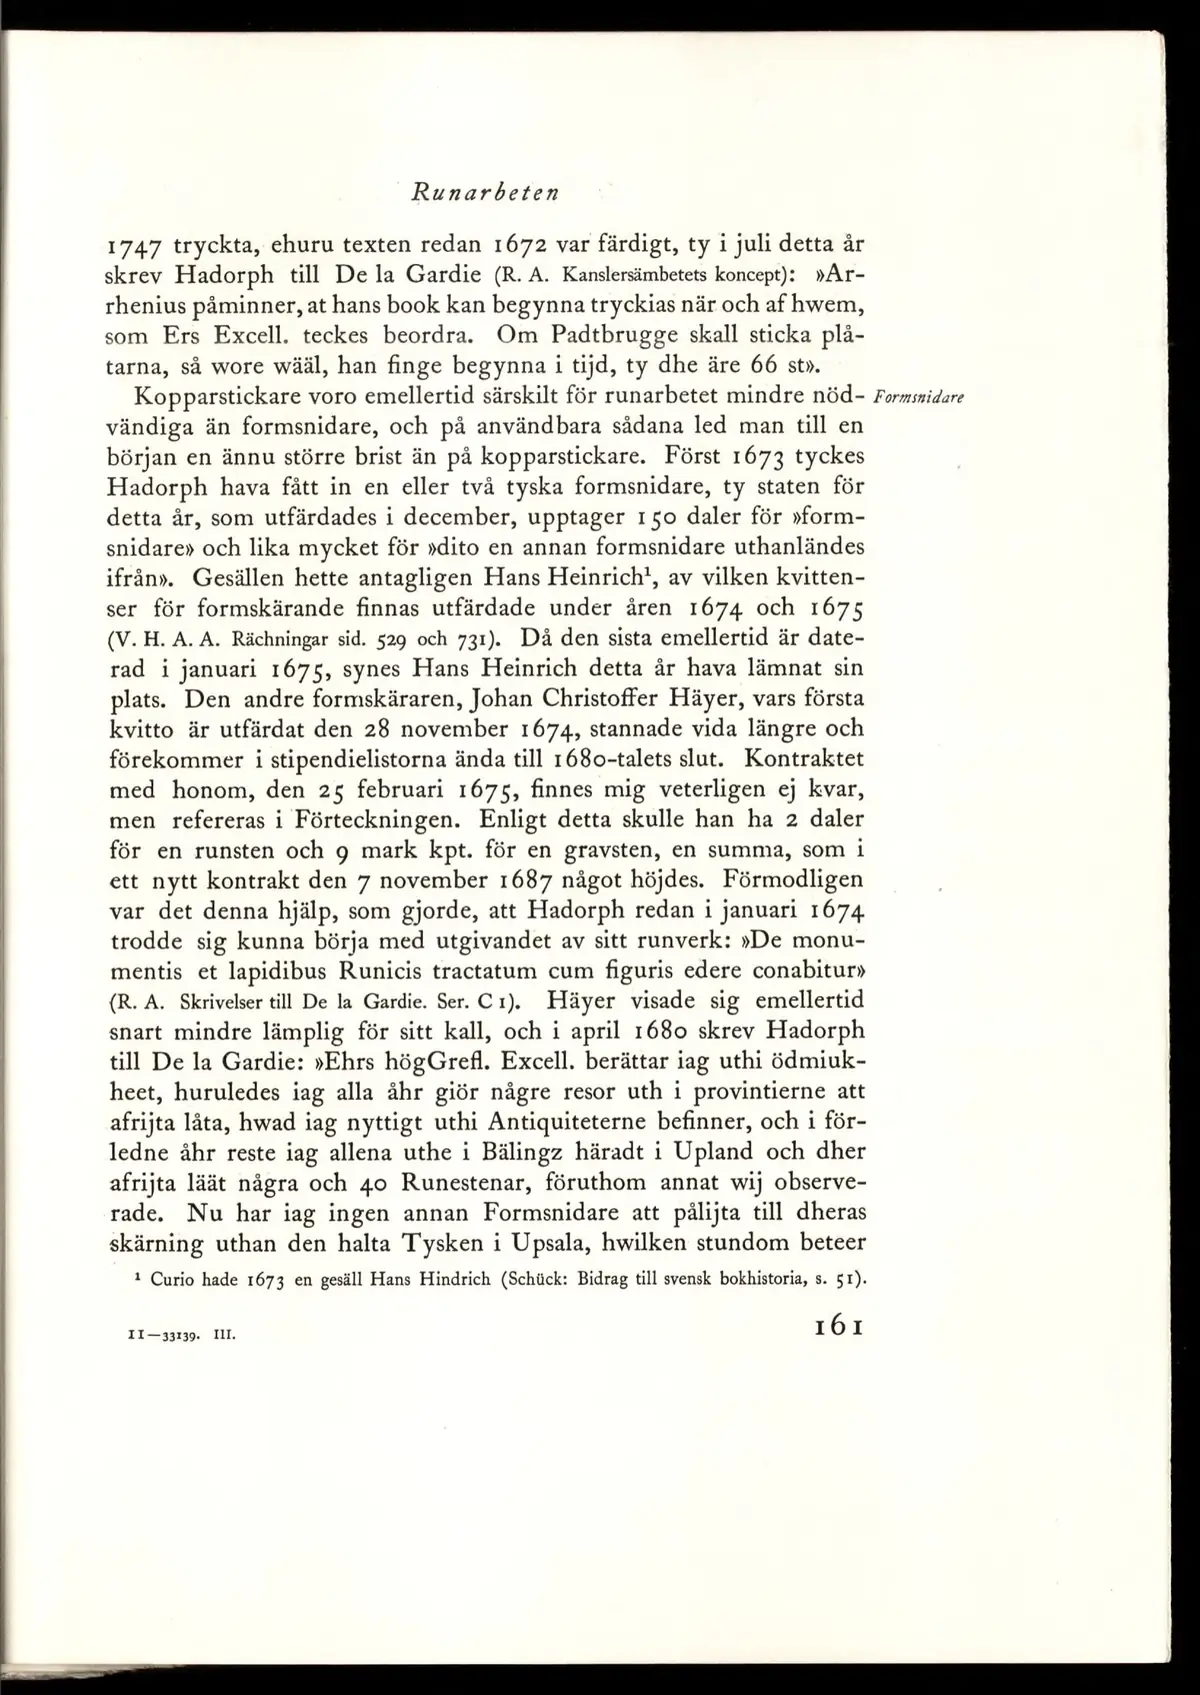 Runarbeten
1747 tryckta, ehuru texten redan 1672 var färdigt, ty i juli detta år
skrev Hadorph till De la Gardie (R. A. Kanslersämbetets koncept): »Ar-
rhenius påminner, at hans book kan begynna tryckias när och af hwem,
som Ers Excell. teckes beordra. Om Padtbrugge skall sticka plå-
tarna, så wore wääl, han finge begynna i tijd, ty dhe äre 66 st».
Kopparstickare voro emellertid särskilt för runarbetet mindre nöd- Formsnidare
vändiga än formsnidare, och på användbara sådana led man till en
början en ännu större brist än på kopparstickare. Först 1673 tyckes
Hadorph hava fått in en eller två tyska formsnidare, ty staten för
detta år, som utfärdades i december, upptager 150 daler för »form-
snidare» och lika mycket för »dito en annan formsnidare uthanländes
ifrån». Gesällen hette antagligen Hans Heinrich¹, av vilken kvitten-
ser för formskärande finnas utfärdade under åren 1674 och 1675
(V. H. A. A. Rächningar sid. 529 och 731). Då den sista emellertid är date-
rad i januari 1675, synes Hans Heinrich detta år hava lämnat sin
plats. Den andre formskäraren, Johan Christoffer Häyer, vars första
kvitto är utfärdat den 28 november 1674, stannade vida längre och
förekommer i stipendielistorna ända till 1680-talets slut. Kontraktet
med honom, den 25 februari 1675, finnes mig veterligen ej kvar,
men refereras i Förteckningen. Enligt detta skulle han ha 2 daler
för en runsten och 9 mark kpt. för en gravsten, en summa, som i
ett nytt kontrakt den 7 november 1687 något höjdes. Förmodligen
var det denna hjälp, som gjorde, att Hadorph redan i januari 1674
trodde sig kunna börja med utgivandet av sitt runverk: »De monu-
mentis et lapidibus Runicis tractatum cum figuris edere conabitur»
(R. A. Skrivelser till De la Gardie. Ser. C 1). Häyer visade sig emellertid
snart mindre lämplig för sitt kall, och i april 1680 skrev Hadorph
till De la Gardie: »Ehrs högGrefl. Excell. berättar iag uthi ödmiuk-
heet, huruledes iag alla åhr giör några resor uth i provintierne att
afrijta låta, hwad iag nyttigt uthi Antiquiteterne befinner, och i för-
ledne åhr reste iag allena uthe i Bälingz häradt i Upland och dher
afrijta läät några och 40 Runestenar, föruthom annat wij observe-
rade. Nu har iag ingen annan Formsnidare att pålijta till dheras
skärning uthan den halta Tysken i Upsala, hwilken stundom beteer
¹ Curio hade 1673 en gesäll Hans Hindrich (Schück: Bidrag till svensk bokhistoria, s. 51).
11—33139. III.
161